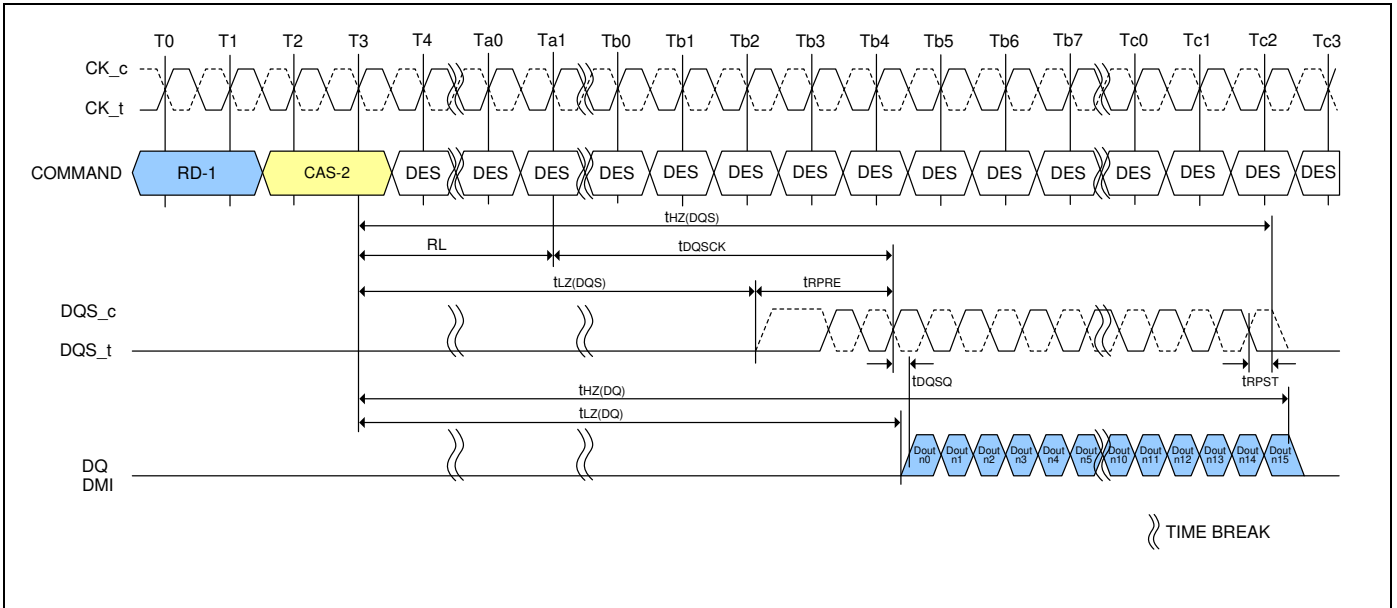 T0 T1 T2 T3 T4 Ta0 Ta1 Tb0 Tb1 Tb2 Tb3 Tb4 Tb5 Tb6 Tb7 Tc0 Tc1 Tc2 Tc3
CK_c
CK_t
COMMAND RD-1 CAS-2 DES DES DES DES DES DES DES DES DES DES DES DES DES DES DES
tHZ(DQS)
RL tDQSCK
tLZ(DQS) tRPRE
DQS_c
DQS_t
tDQSQ tRPST
tHZ(DQ)
tLZ(DQ)
Dout Dout Dout Dout Dout Dout Dout Dout Dout Dout Dout Dout
n0 n1 n2 n3 n4 n5 n10 n11 n12 n13 n14 n15
DQ
DMI
TIME BREAK